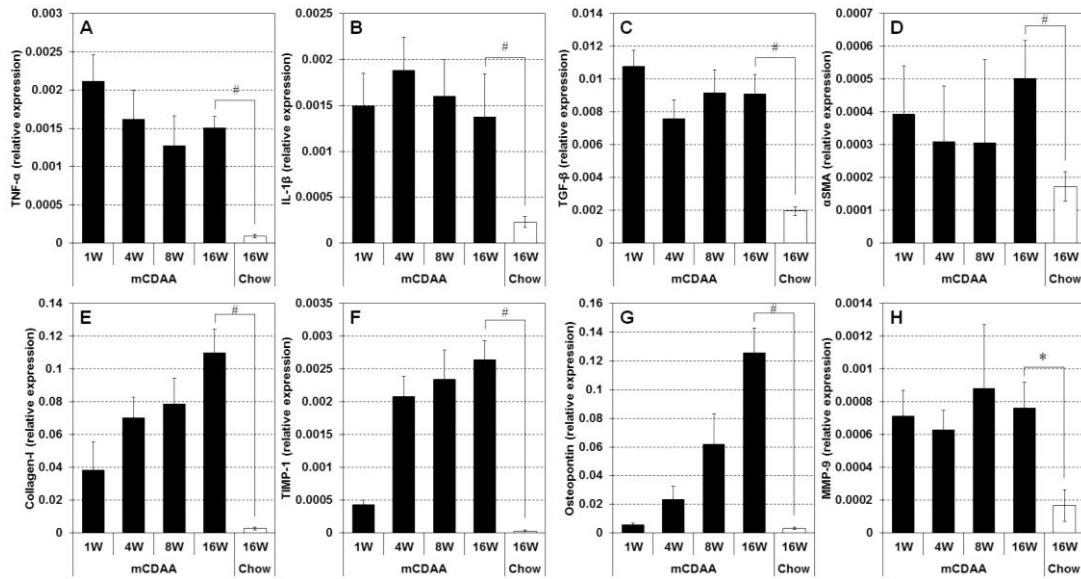 A
TNF-α (relative expression)
0.003
0.0025
0.002
0.0015
0.001
0.0005
0
#
1W 4W 8W 16W 16W
mCDAA Chow
B
IL-1β (relative expression)
0.0025
0.002
0.0015
0.001
0.0005
0
#
1W 4W 8W 16W 16W
mCDAA Chow
C
TGF-β (relative expression)
0.014
0.012
0.01
0.008
0.006
0.004
0.002
0
#
1W 4W 8W 16W 16W
mCDAA Chow
D
αSMA (relative expression)
0.0007
0.0006
0.0005
0.0004
0.0003
0.0002
0.0001
0
#
1W 4W 8W 16W 16W
mCDAA Chow
E
Collagen-I (relative expression)
0.14
0.12
0.1
0.08
0.06
0.04
0.02
0
#
1W 4W 8W 16W 16W
mCDAA Chow
F
TIMP-1 (relative expression)
0.0035
0.003
0.0025
0.002
0.0015
0.001
0.0005
0
#
1W 4W 8W 16W 16W
mCDAA Chow
G
Osteopontin (relative expression)
0.16
0.14
0.12
0.1
0.08
0.06
0.04
0.02
0
#
1W 4W 8W 16W 16W
mCDAA Chow
H
MMP-9 (relative expression)
0.0014
0.0012
0.001
0.0008
0.0006
0.0004
0.0002
0
*
1W 4W 8W 16W 16W
mCDAA Chow